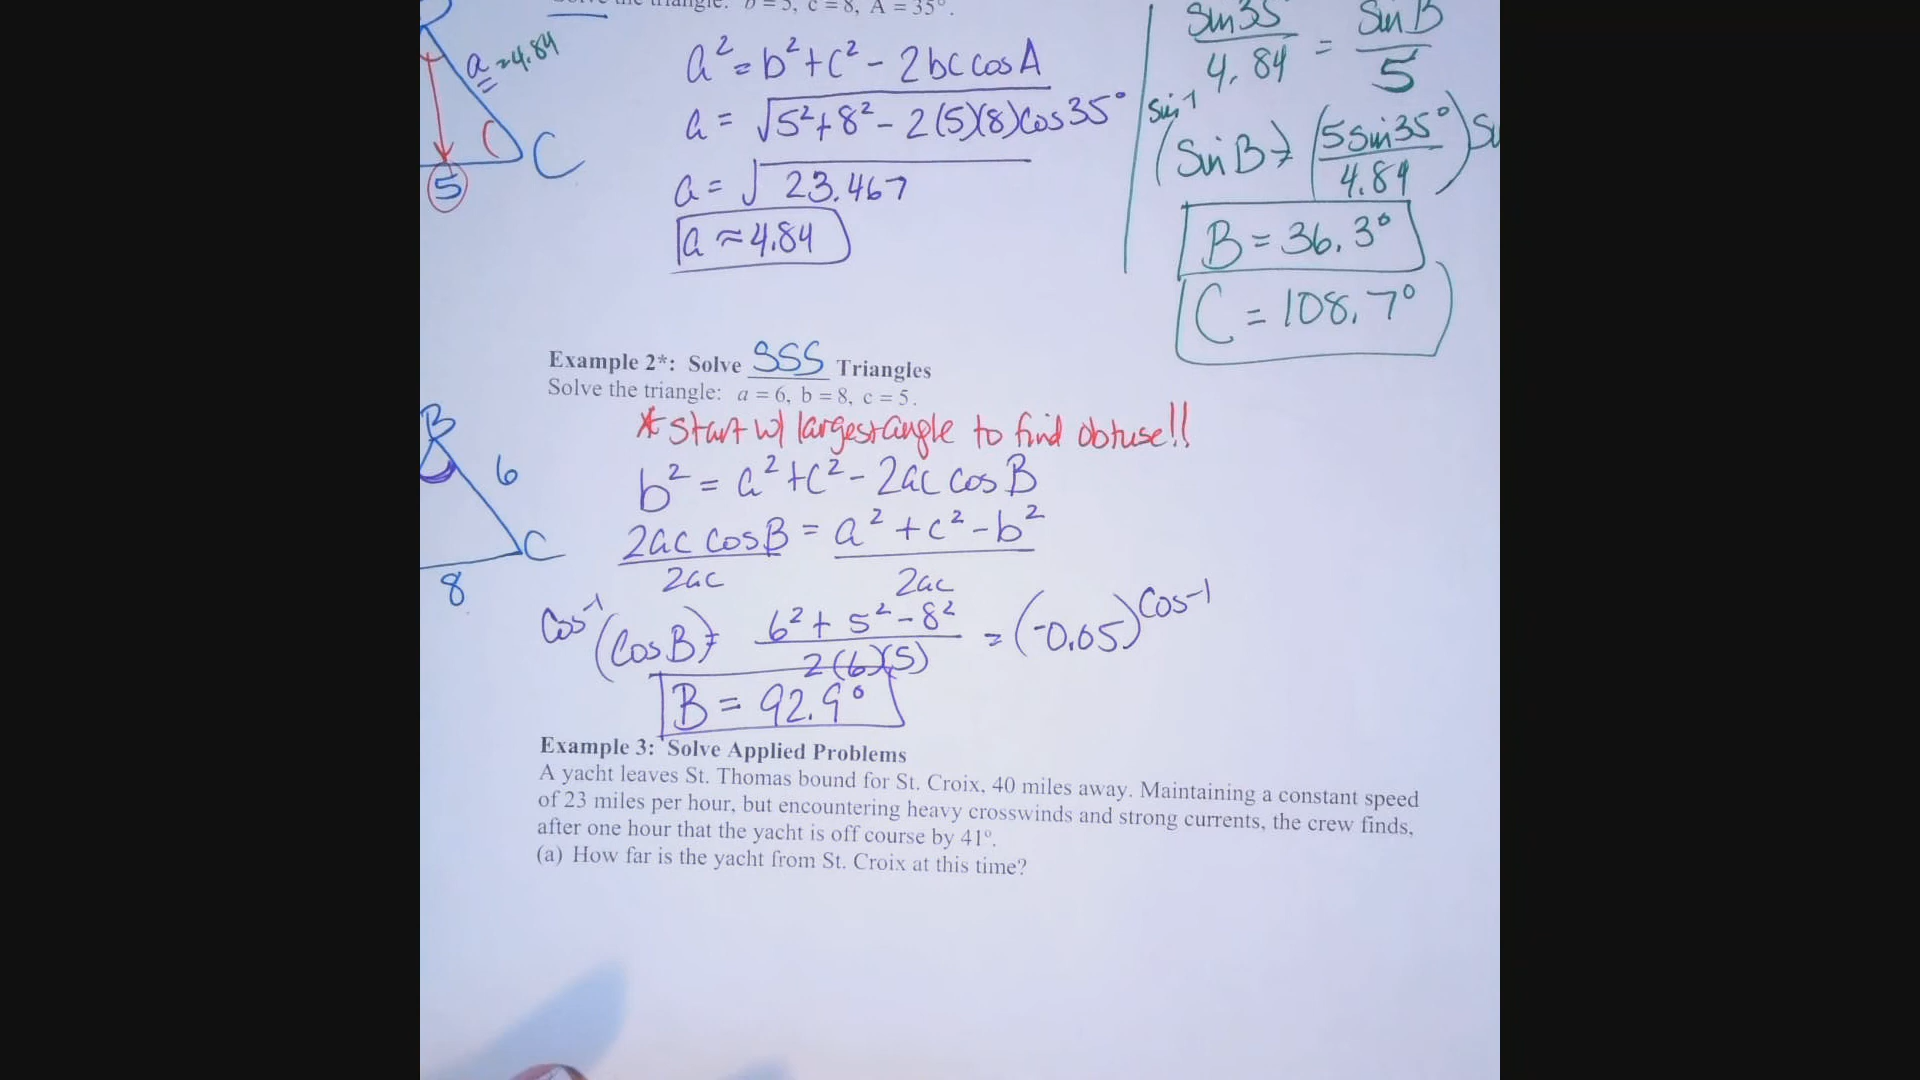 the triangle: b = 5, c = 8, A = 35°.
a ≈ 4.84
C
5
a² = b² + c² - 2bc cos A
a = √5² + 8² - 2(5)(8)cos 35°
a = √23.467
a ≈ 4.84
sin 35 / 4.84 = sin B / 5
sin⁻¹ (sin B) = (5 sin 35° / 4.84)
B = 36.3°
C = 108.7°
Example 2*: Solve SSS Triangles
Solve the triangle: a = 6, b = 8, c = 5.
* Start w/ largest angle to find obtuse!!
B
6
C
8
b² = a² + c² - 2ac cos B
2ac cos B / 2ac = a² + c² - b² / 2ac
cos⁻¹ (cos B) = 6² + 5² - 8² / 2(6)(5) = (-0.05) cos⁻¹
B = 92.9°
Example 3: Solve Applied Problems
A yacht leaves St. Thomas bound for St. Croix, 40 miles away. Maintaining a constant speed
of 23 miles per hour, but encountering heavy crosswinds and strong currents, the crew finds,
after one hour that the yacht is off course by 41°.
(a) How far is the yacht from St. Croix at this time?